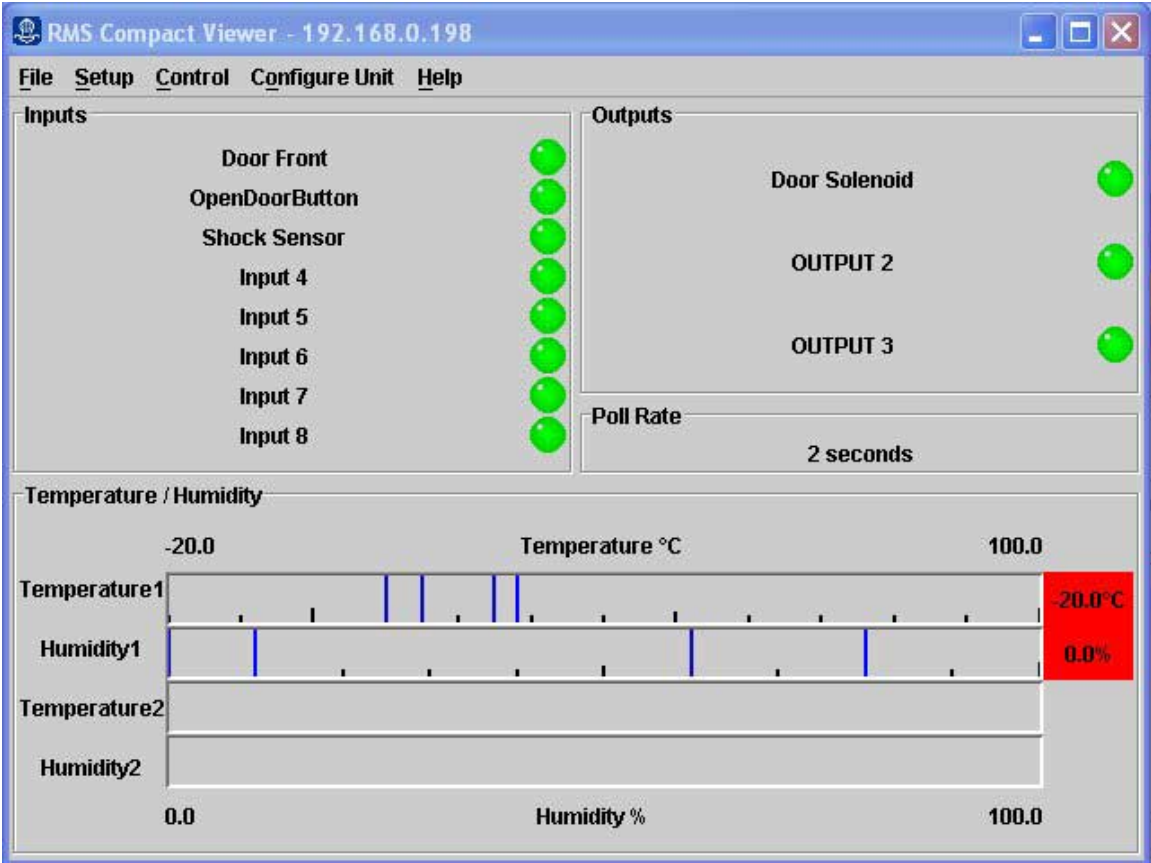 RMS Compact Viewer - 192.168.0.198
File Setup Control Configure Unit Help
Inputs
Door Front
OpenDoorButton
Shock Sensor
Input 4
Input 5
Input 6
Input 7
Input 8
Outputs
Door Solenoid
OUTPUT 2
OUTPUT 3
Poll Rate
2 seconds
Temperature / Humidity
-20.0 Temperature °C 100.0
Temperature1 -20.0°C
Humidity1 0.0%
Temperature2
Humidity2
0.0 Humidity % 100.0